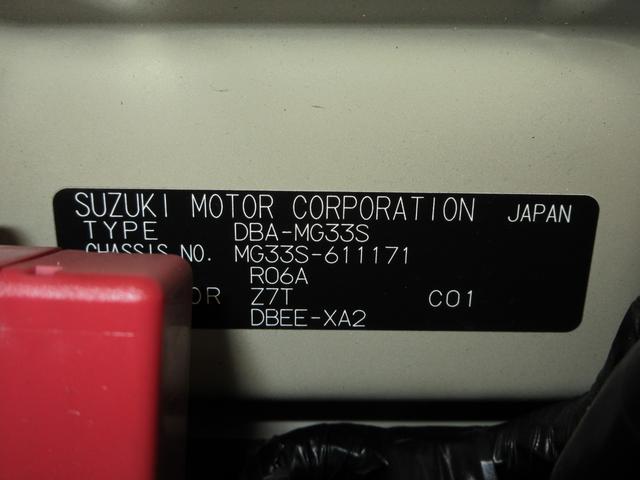 SUZUKI MOTOR CORPORATION JAPAN
TYPE DBA-MG33S
CHASSIS NO. MG33S-611171
R06A
OR Z7T C01
DBEE-XA2